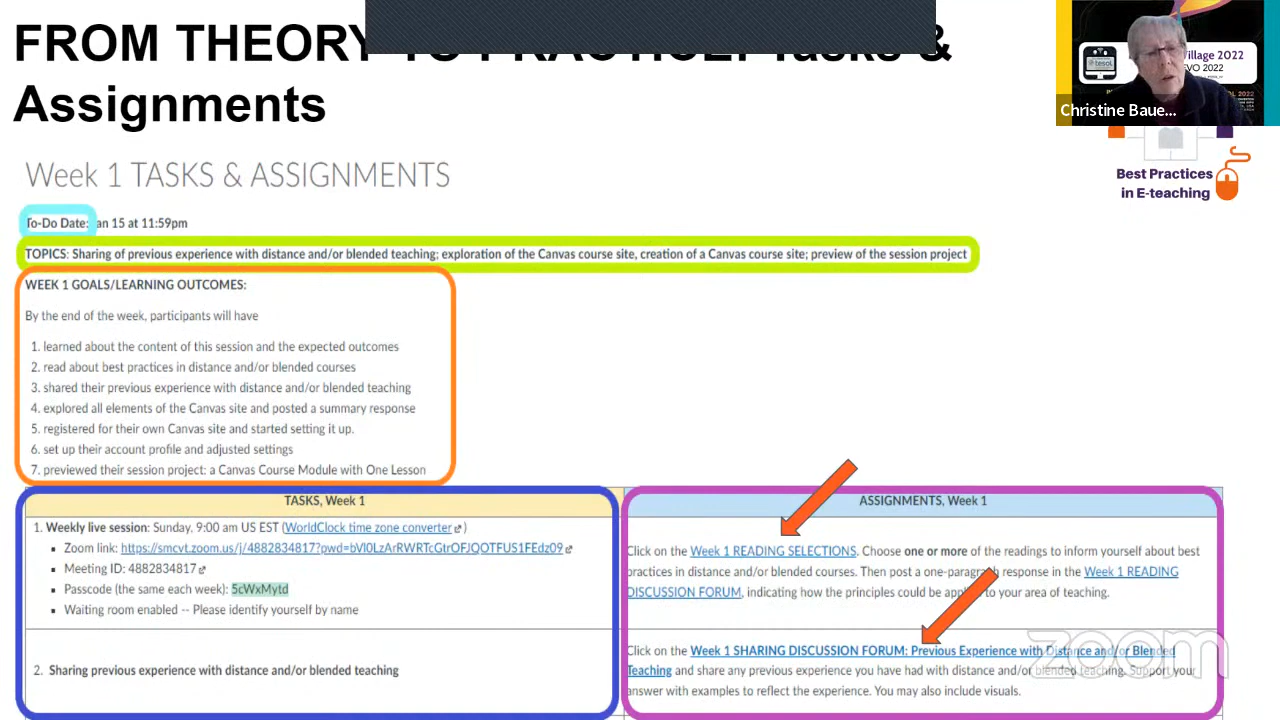 FROM THEORY TO PRACTICE: Tasks &
Assignments
Village 2022
EVO 2022
tesol
Christine Baue...
Best Practices
in E-teaching
Week 1 TASKS & ASSIGNMENTS
To-Do Date: Jan 15 at 11:59pm
TOPICS: Sharing of previous experience with distance and/or blended teaching; exploration of the Canvas course site, creation of a Canvas course site; preview of the session project
WEEK 1 GOALS/LEARNING OUTCOMES:
By the end of the week, participants will have
1. learned about the content of this session and the expected outcomes
2. read about best practices in distance and/or blended courses
3. shared their previous experience with distance and/or blended teaching
4. explored all elements of the Canvas site and posted a summary response
5. registered for their own Canvas site and started setting it up.
6. set up their account profile and adjusted settings
7. previewed their session project: a Canvas Course Module with One Lesson
TASKS, Week 1
1. Weekly live session: Sunday, 9:00 am US EST (WorldClock time zone converter)
Zoom link: https://smcvt.zoom.us/j/4882834817?pwd=bVl0LzArRWRTcGtrOFJQOTFUS1FEdz09
Meeting ID: 4882834817
Passcode (the same each week): 5cWxMytd
Waiting room enabled -- Please identify yourself by name
2. Sharing previous experience with distance and/or blended teaching
ASSIGNMENTS, Week 1
Click on the Week 1 READING SELECTIONS. Choose one or more of the readings to inform yourself about best
practices in distance and/or blended courses. Then post a one-paragraph response in the Week 1 READING
DISCUSSION FORUM, indicating how the principles could be applied to your area of teaching.
Click on the Week 1 SHARING DISCUSSION FORUM: Previous Experience with Distance and/or Blended
Teaching and share any previous experience you have had with distance and/or blended teaching. Support your
answer with examples to reflect the experience. You may also include visuals.
zoom